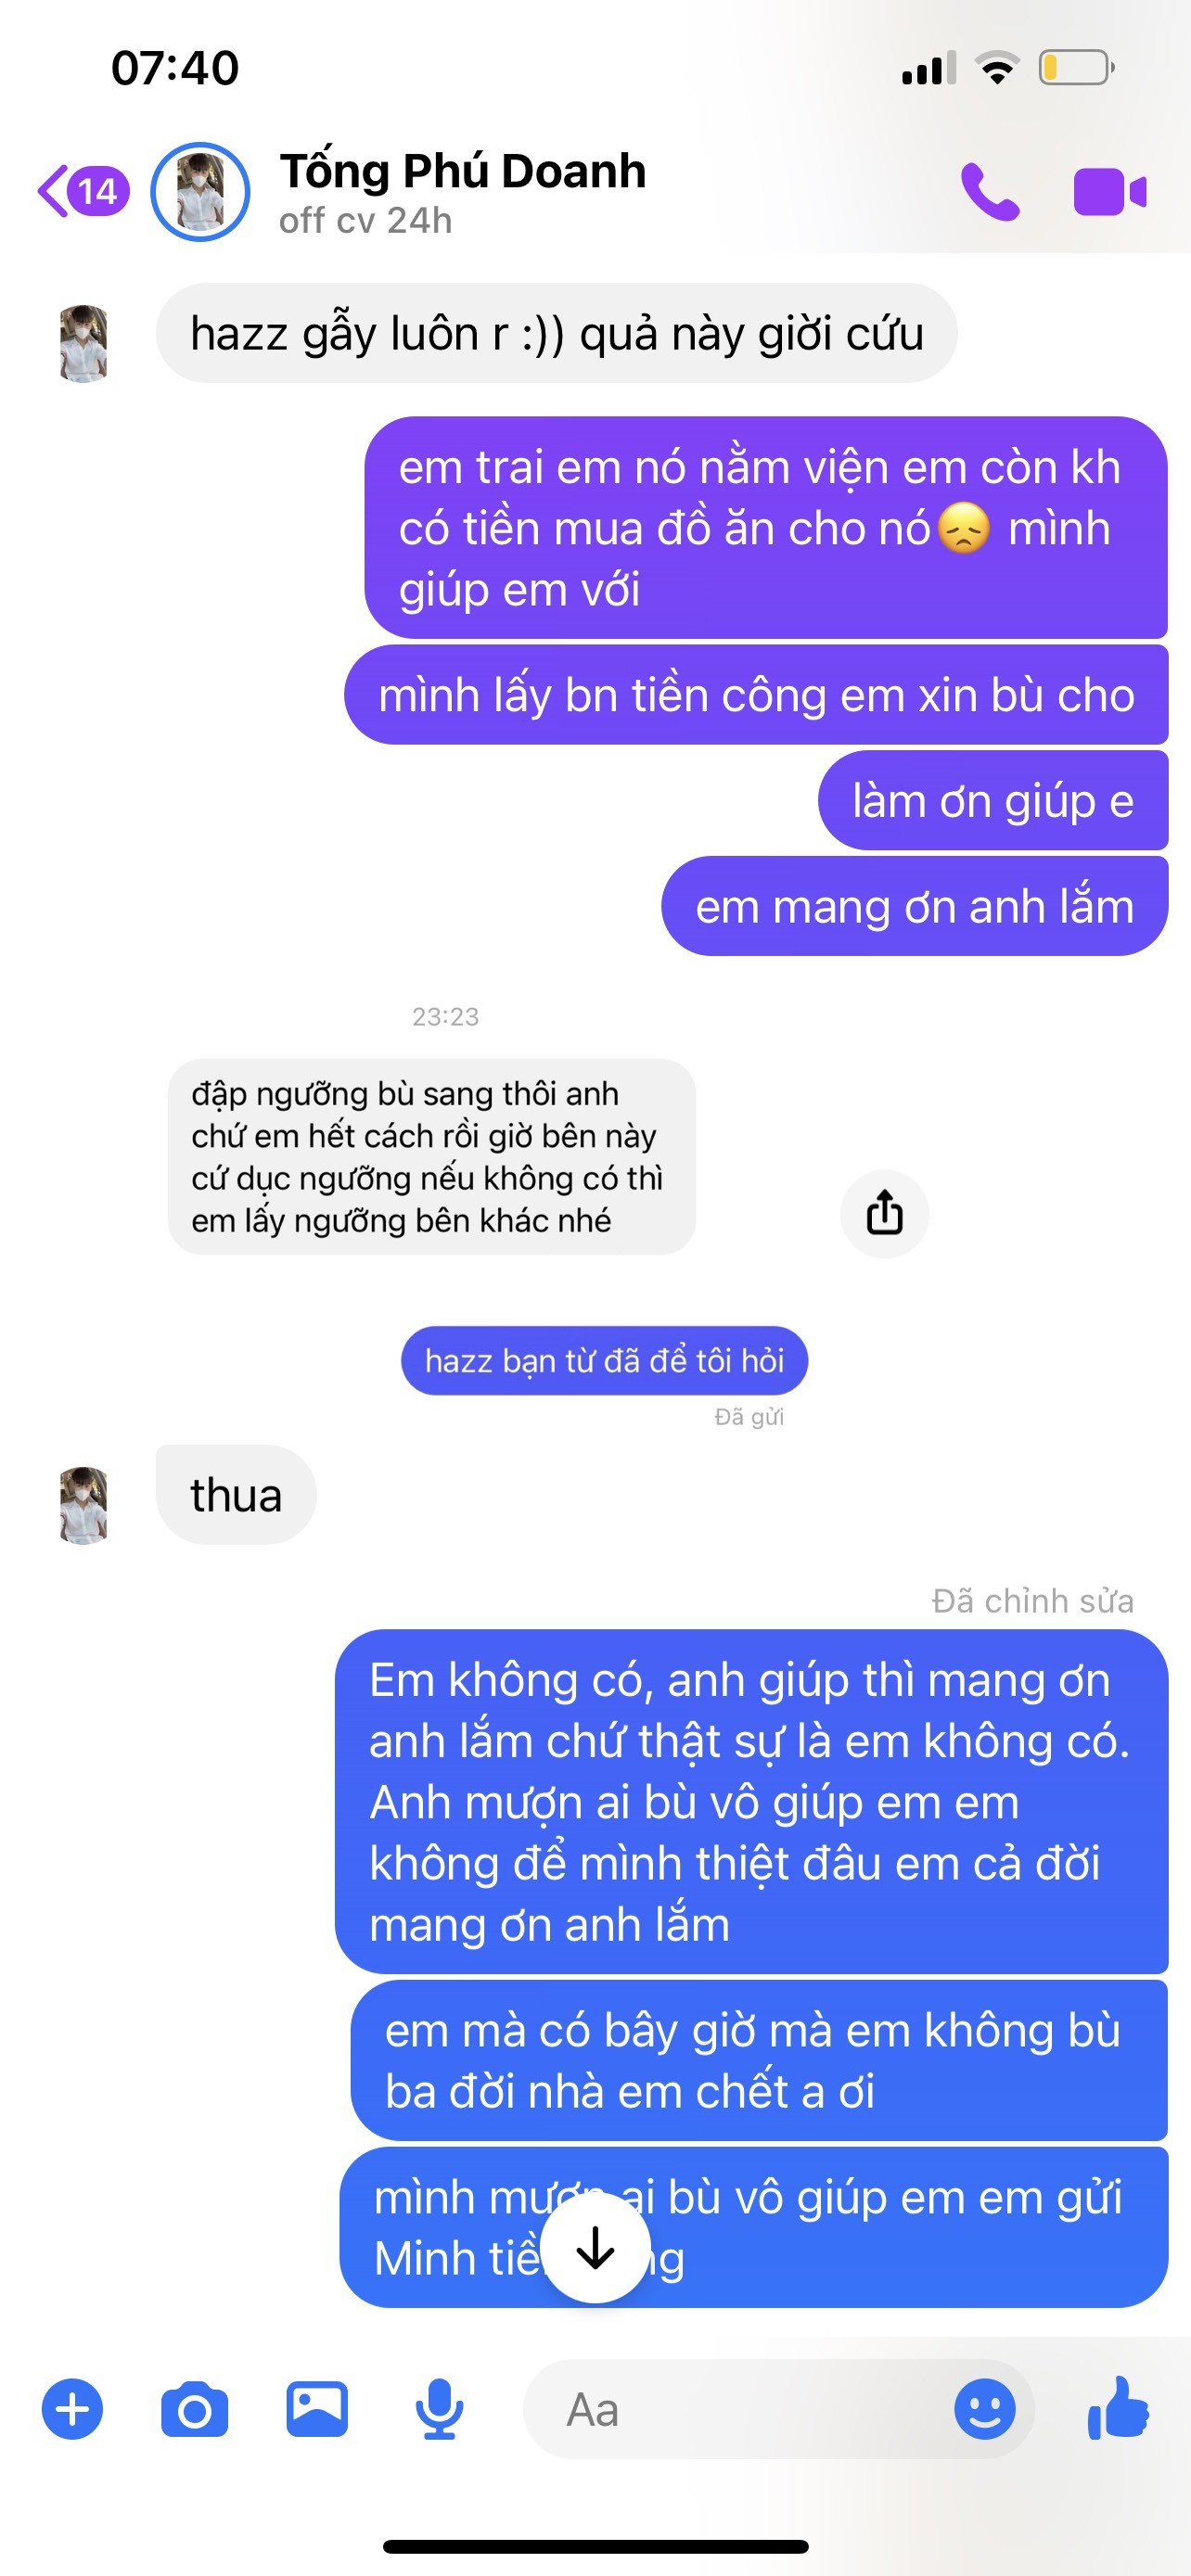 07:40
14
Tống Phú Doanh
off cv 24h
hazz gẫy luôn r :)) quả này giời cứu
em trai em nó nằm viện em còn kh
có tiền mua đồ ăn cho nó😞 mình
giúp em với
mình lấy bn tiền công em xin bù cho
làm ơn giúp e
em mang ơn anh lắm
23:23
đập ngưỡng bù sang thôi anh
chứ em hết cách rồi giờ bên này
cứ dục ngưỡng nếu không có thì
em lấy ngưỡng bên khác nhé
hazz bạn từ đã để tôi hỏi
Đã gửi
thua
Đã chỉnh sửa
Em không có, anh giúp thì mang ơn
anh lắm chứ thật sự là em không có.
Anh mượn ai bù vô giúp em em
không để mình thiệt đâu em cả đời
mang ơn anh lắm
em mà có bây giờ mà em không bù
ba đời nhà em chết a ơi
mình mượn ai bù vô giúp em em gửi
Minh
Aa